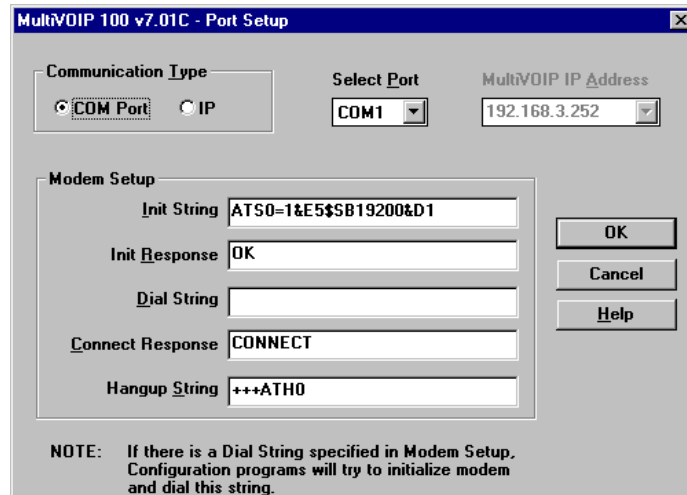 MultiVOIP 100 v7.01C - Port Setup
Communication Type
COM Port
IP
Select Port
COM1
MultiVOIP IP Address
192.168.3.252
Modem Setup
Init String ATS0=1&E5$SB19200&D1
Init Response OK
Dial String
Connect Response CONNECT
Hangup String +++ATH0
OK
Cancel
Help
NOTE: If there is a Dial String specified in Modem Setup,
Configuration programs will try to initialize modem
and dial this string.